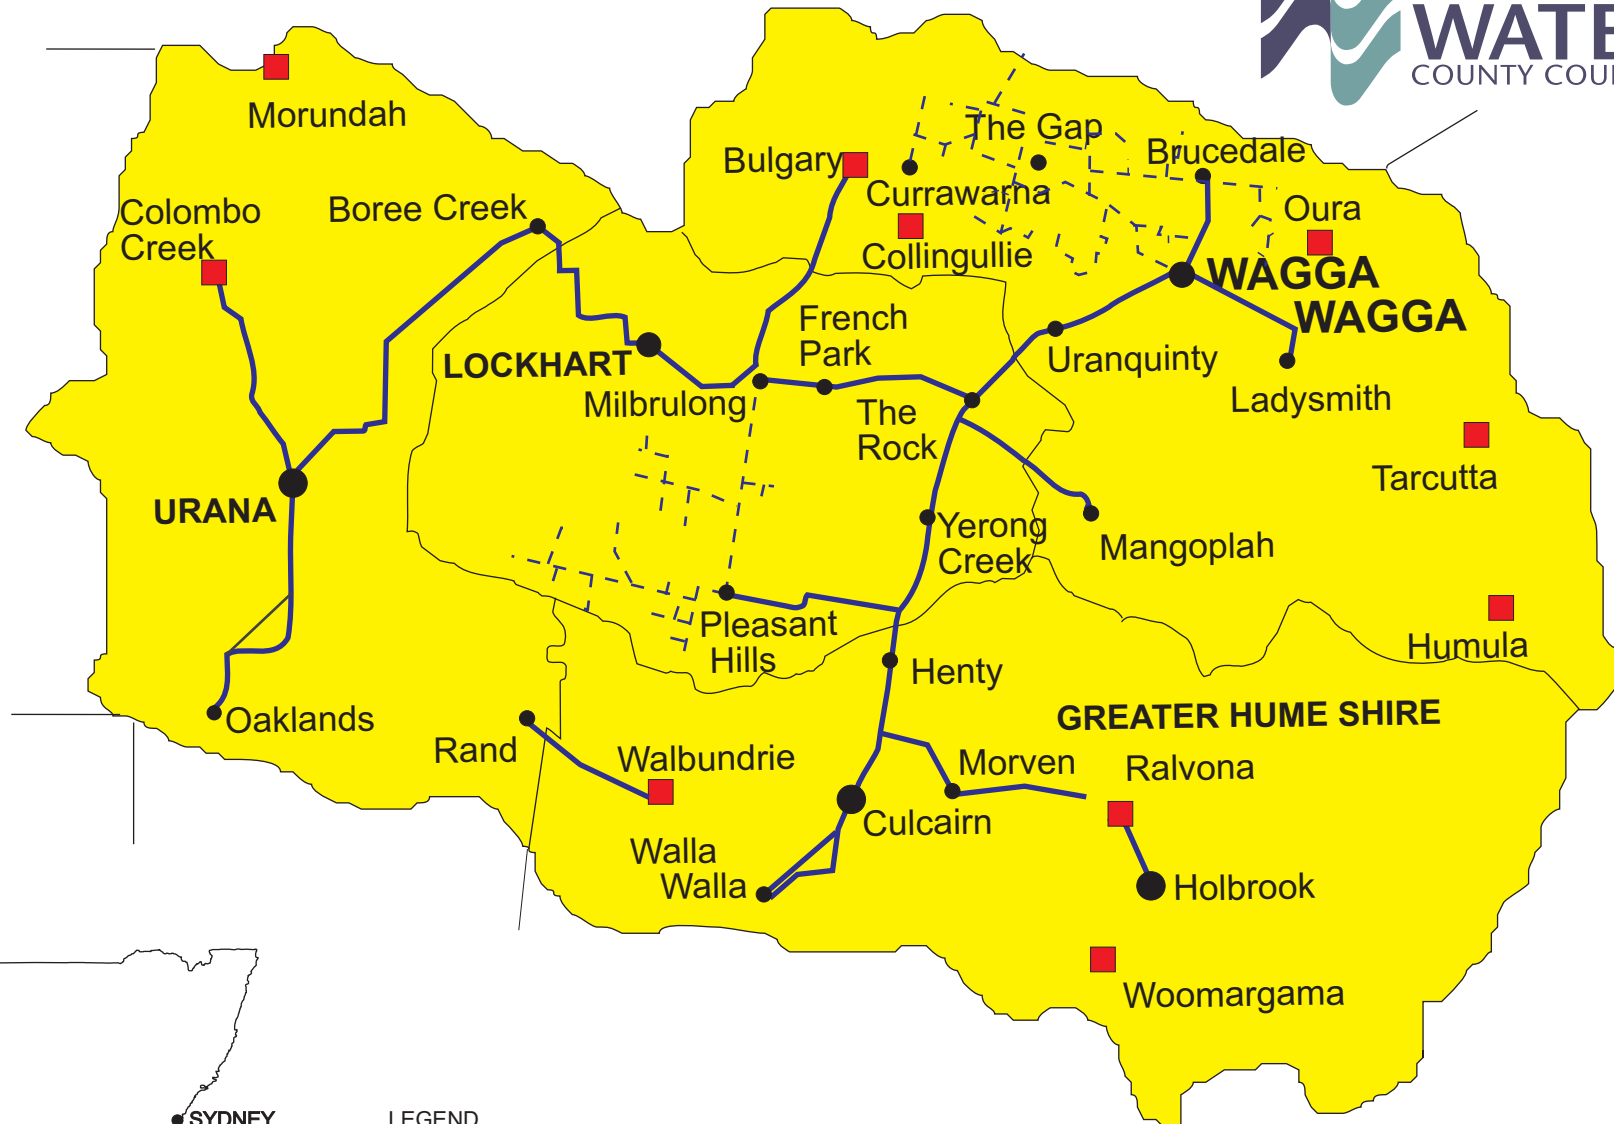 WATE
COUNTY COU
Morundah
The Gap
Brucedale
Bulgary
Currawarna
Colombo
Creek
Boree Creek
Oura
Collingullie
WAGGA
WAGGA
French
Park
LOCKHART
Uranquinty
Milbrulong
Ladysmith
The
Rock
Tarcutta
URANA
Yerong
Creek
Mangoplah
Pleasant
Hills
Humula
Henty
Oaklands
GREATER HUME SHIRE
Rand
Walbundrie
Morven
Ralvona
Culcairn
Walla
Walla
Holbrook
Woomargama
SYDNEY
LEGEND